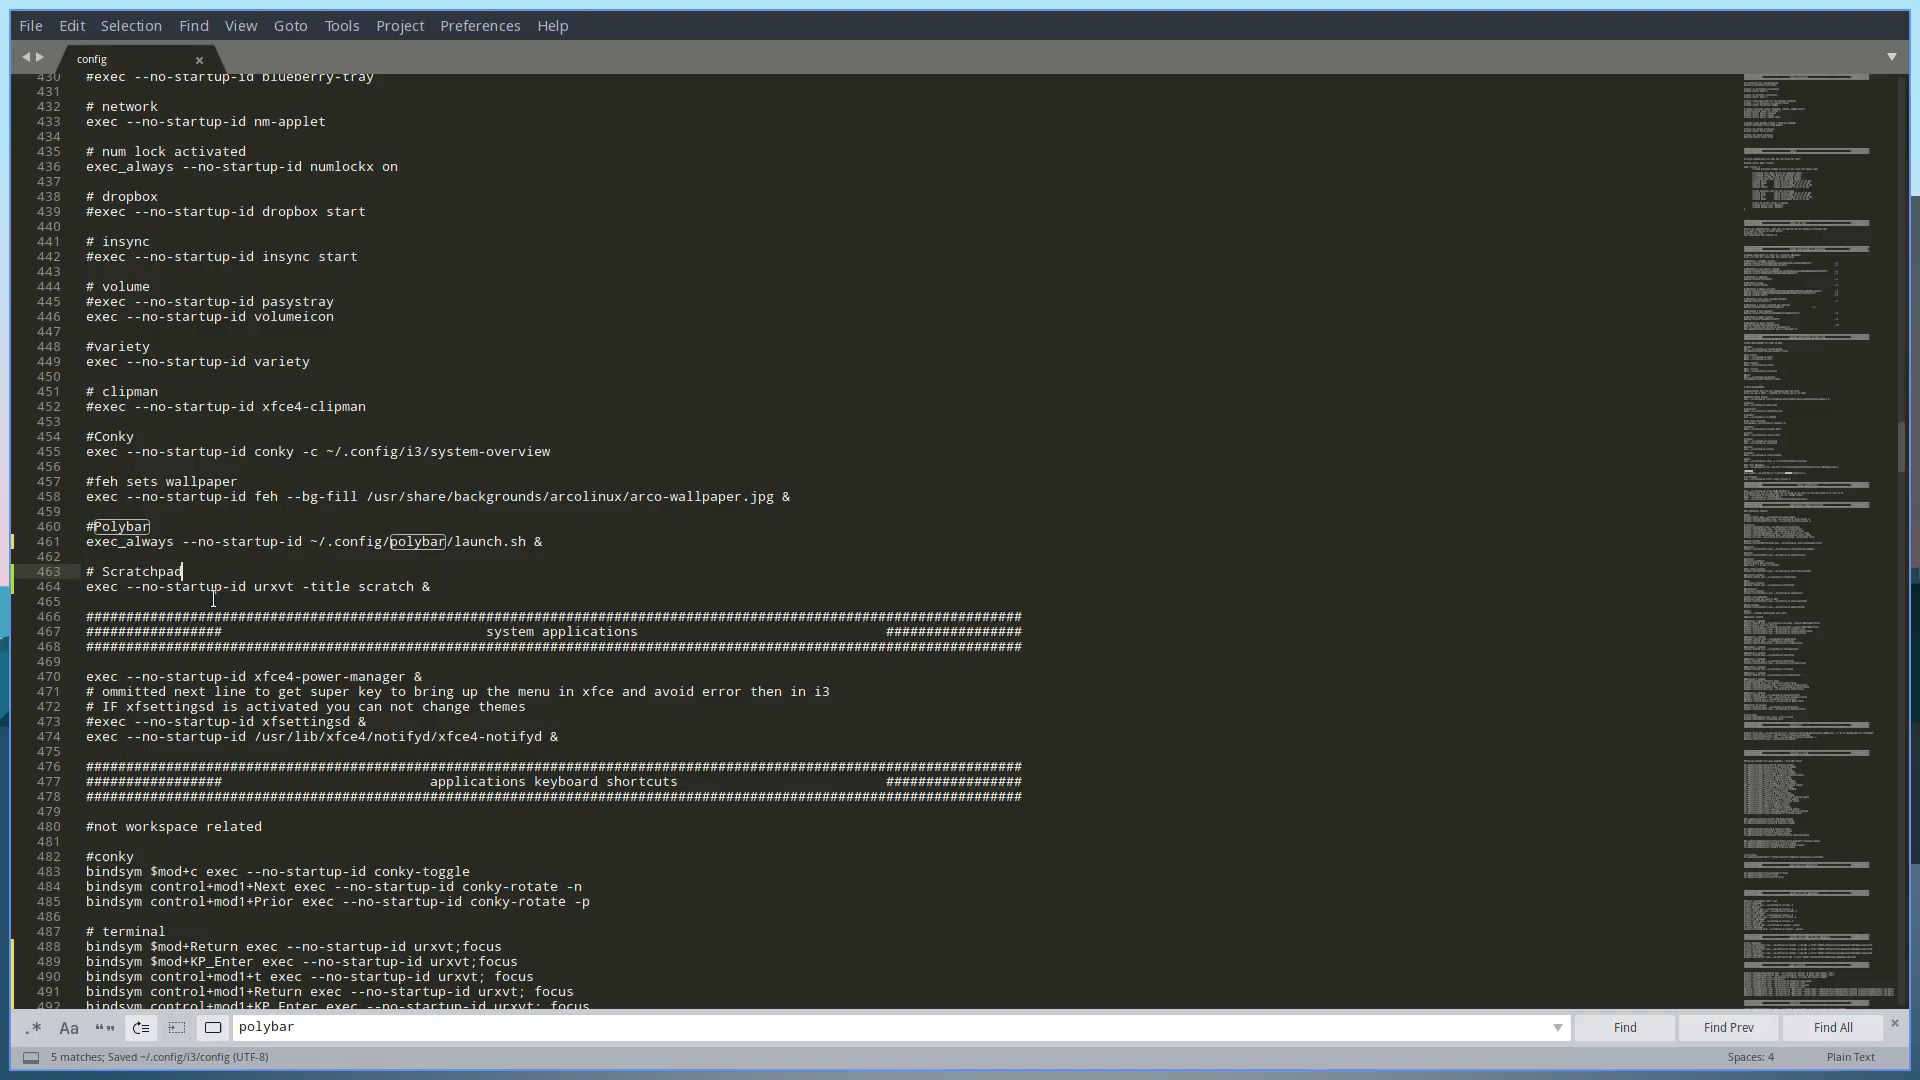 File Edit Selection Find View Goto Tools Project Preferences Help
config
430 #exec --no-startup-id blueberry-tray
431
432 # network
433 exec --no-startup-id nm-applet
434
435 # num lock activated
436 exec_always --no-startup-id numlockx on
437
438 # dropbox
439 #exec --no-startup-id dropbox start
440
441 # insync
442 #exec --no-startup-id insync start
443
444 # volume
445 #exec --no-startup-id pasystray
446 exec --no-startup-id volumeicon
447
448 #variety
449 exec --no-startup-id variety
450
451 # clipman
452 #exec --no-startup-id xfce4-clipman
453
454 #Conky
455 exec --no-startup-id conky -c ~/.config/i3/system-overview
456
457 #feh sets wallpaper
458 exec --no-startup-id feh --bg-fill /usr/share/backgrounds/arcolinux/arco-wallpaper.jpg &
459
460 #Polybar
461 exec_always --no-startup-id ~/.config/polybar/launch.sh &
462
463 # Scratchpad
464 exec --no-startup-id urxvt -title scratch &
465
466 #####################################################################################################################
467 ################# system applications #################
468 #####################################################################################################################
469
470 exec --no-startup-id xfce4-power-manager &
471 # ommitted next line to get super key to bring up the menu in xfce and avoid error then in i3
472 # IF xfsettingsd is activated you can not change themes
473 #exec --no-startup-id xfsettingsd &
474 exec --no-startup-id /usr/lib/xfce4/notifyd/xfce4-notifyd &
475
476 #####################################################################################################################
477 ################# applications keyboard shortcuts #################
478 #####################################################################################################################
479
480 #not workspace related
481
482 #conky
483 bindsym $mod+c exec --no-startup-id conky-toggle
484 bindsym control+mod1+Next exec --no-startup-id conky-rotate -n
485 bindsym control+mod1+Prior exec --no-startup-id conky-rotate -p
486
487 # terminal
488 bindsym $mod+Return exec --no-startup-id urxvt;focus
489 bindsym $mod+KP_Enter exec --no-startup-id urxvt;focus
490 bindsym control+mod1+t exec --no-startup-id urxvt; focus
491 bindsym control+mod1+Return exec --no-startup-id urxvt; focus
492 bindsym control+mod1+KP_Enter exec --no-startup-id urxvt; focus
.* Aa “” polybar Find Find Prev Find All
5 matches; Saved ~/.config/i3/config (UTF-8) Spaces: 4 Plain Text